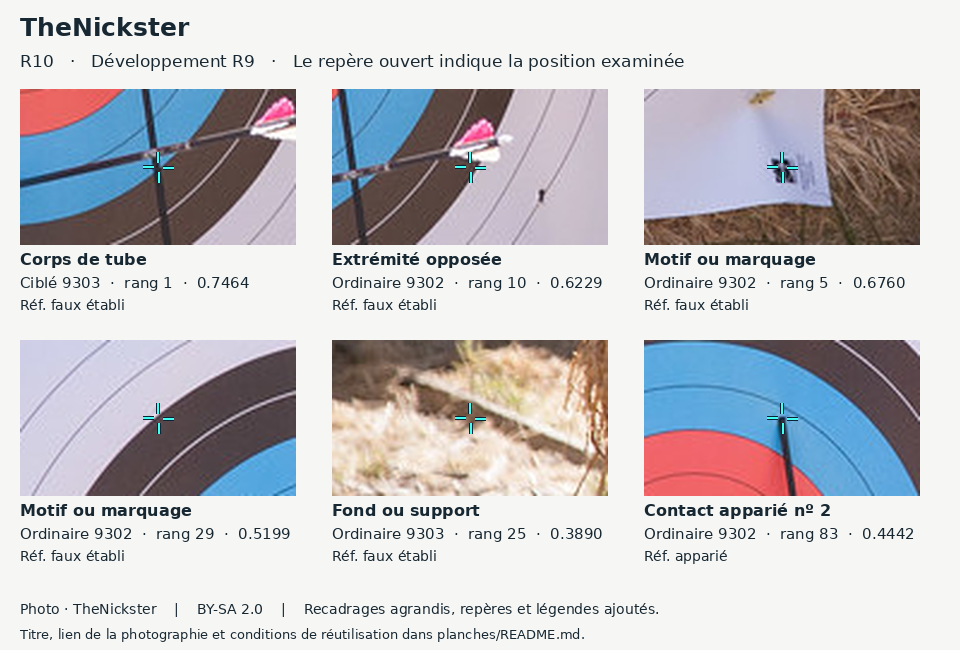 TheNickster
R10 · Développement R9 · Le repère ouvert indique la position examinée
Corps de tube
Ciblé 9303 · rang 1 · 0.7464
Réf. faux établi
Extrémité opposée
Ordinaire 9302 · rang 10 · 0.6229
Réf. faux établi
Motif ou marquage
Ordinaire 9302 · rang 5 · 0.6760
Réf. faux établi
Motif ou marquage
Ordinaire 9302 · rang 29 · 0.5199
Réf. faux établi
Fond ou support
Ordinaire 9303 · rang 25 · 0.3890
Réf. faux établi
Contact apparié nº 2
Ordinaire 9302 · rang 83 · 0.4442
Réf. apparié
Photo · TheNickster | BY-SA 2.0 | Recadrages agrandis, repères et légendes ajoutés.
Titre, lien de la photographie et conditions de réutilisation dans planches/README.md.